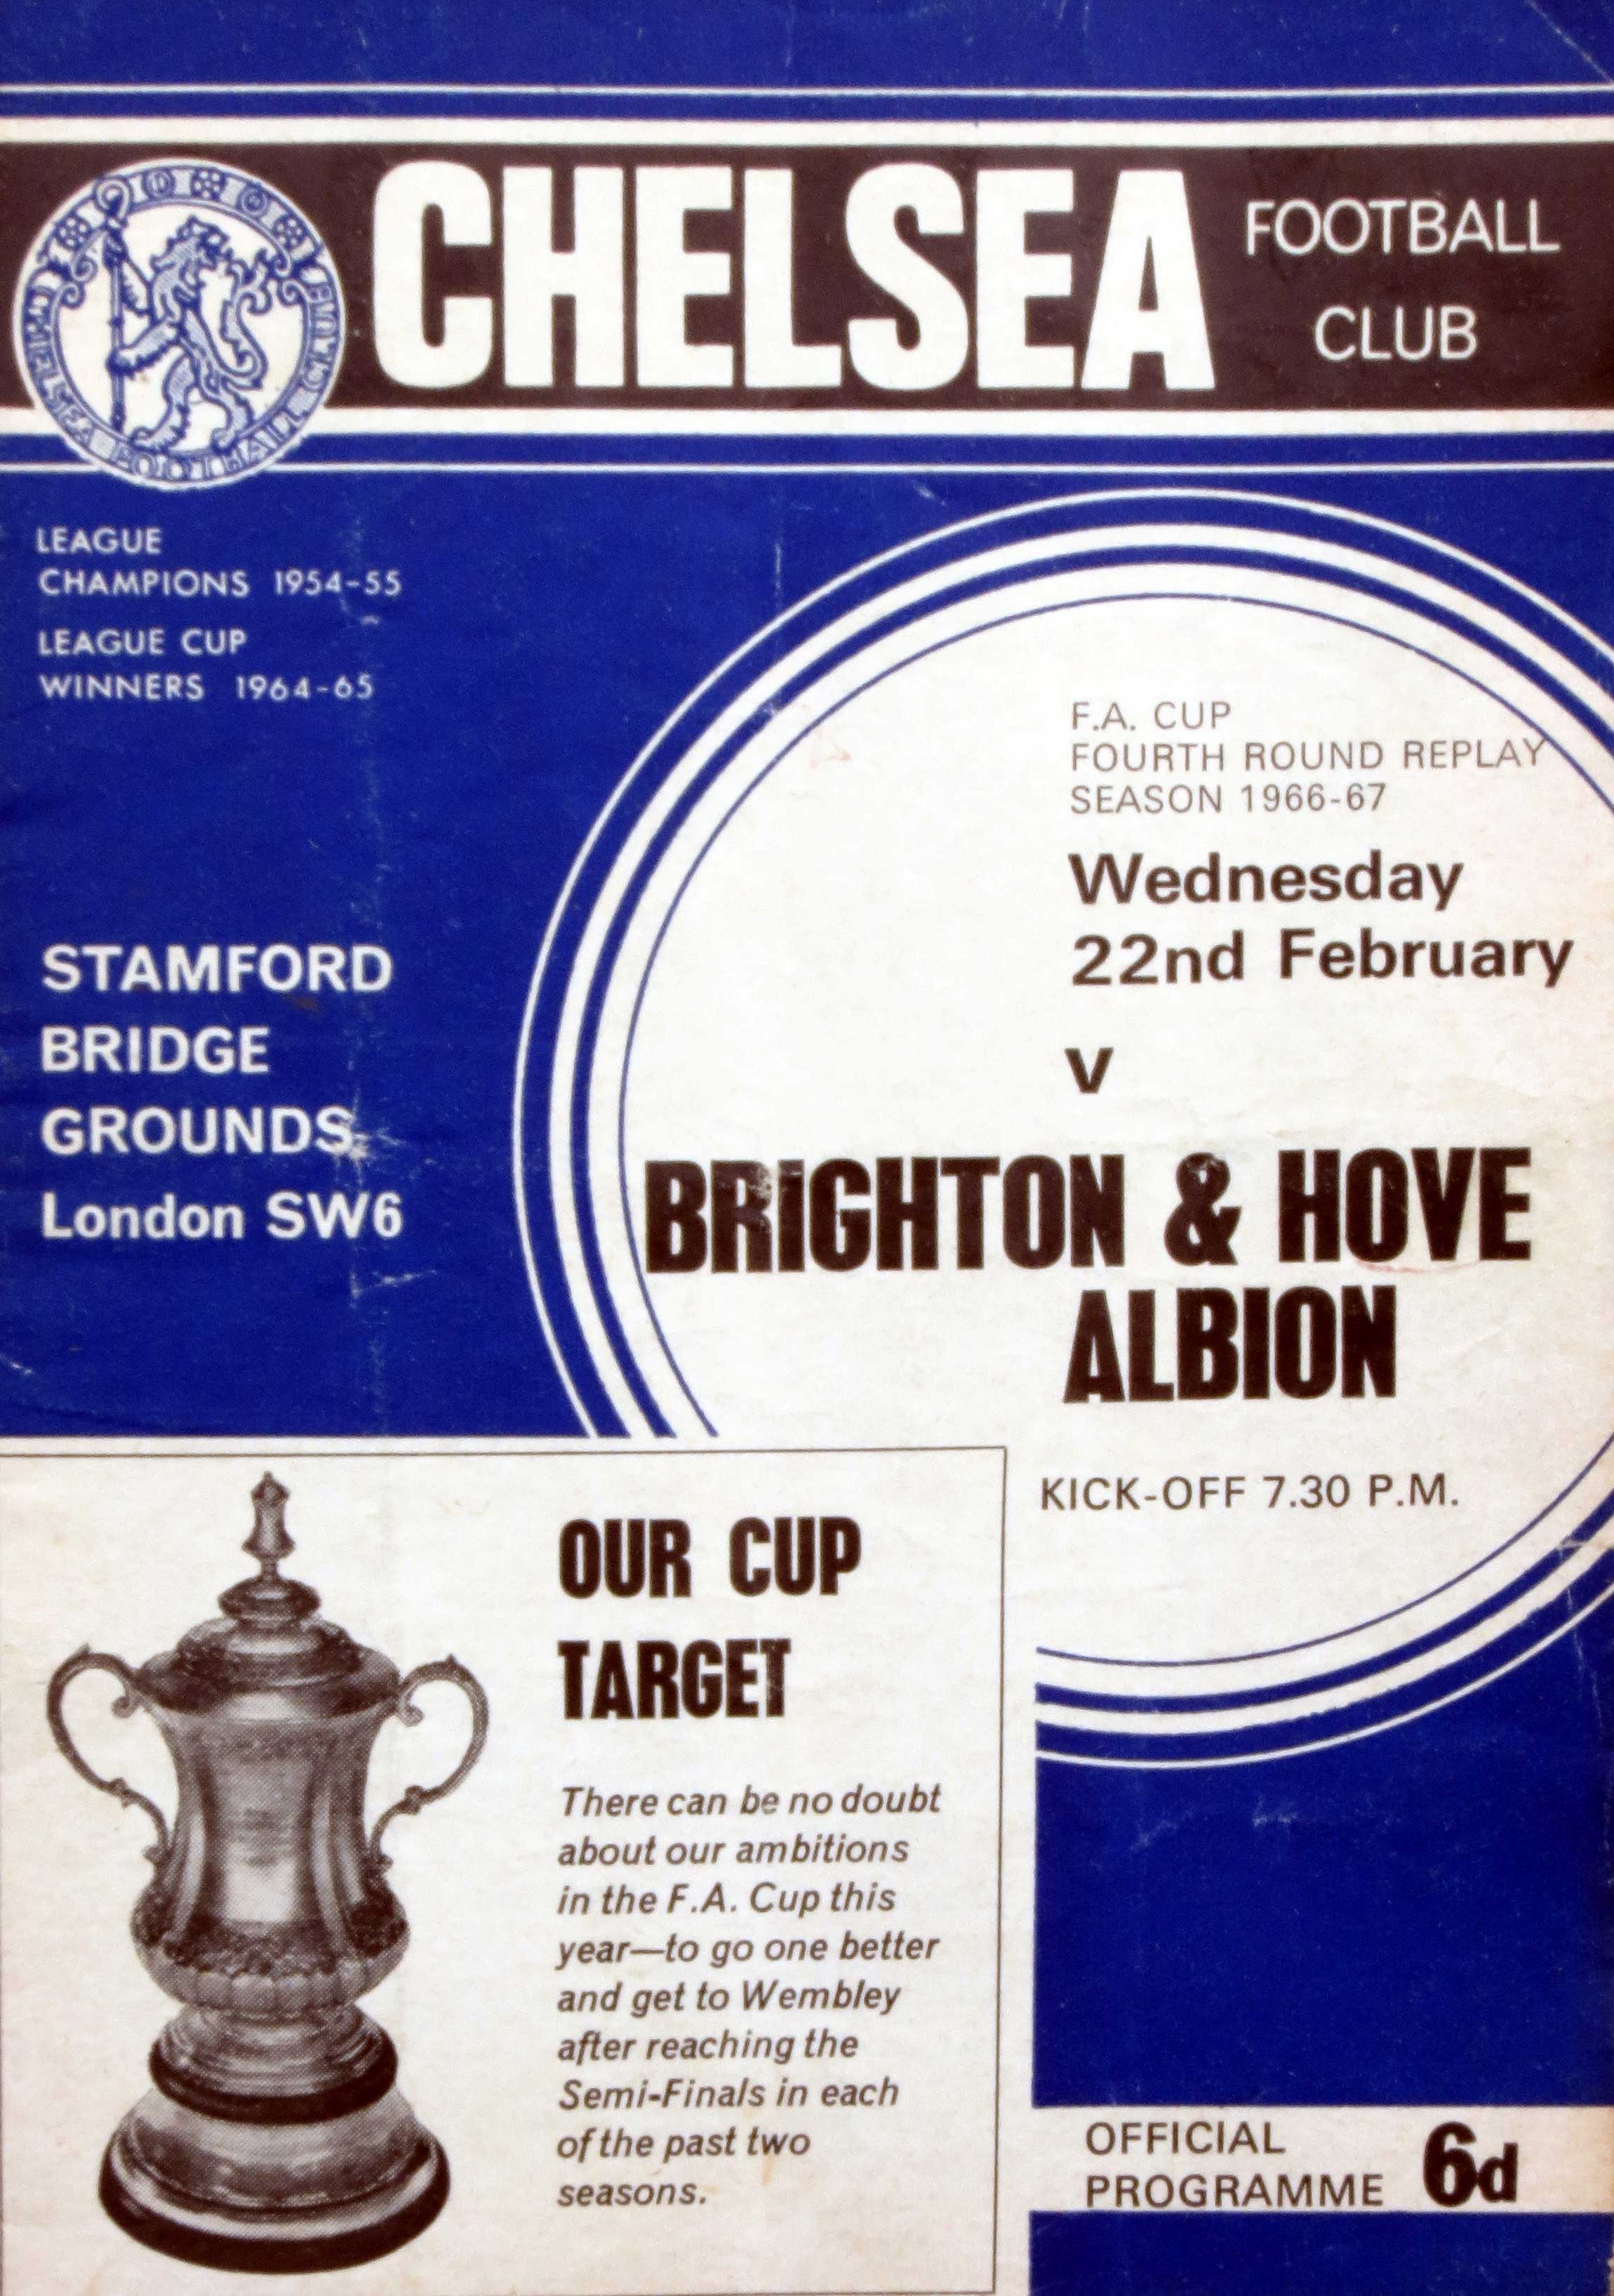 CHELSEA
FOOTBALL
CLUB
CHELSEA FOOTBALL CLUB
LEAGUE
CHAMPIONS 1954-55
LEAGUE CUP
WINNERS 1964-65
F.A. CUP
FOURTH ROUND REPLAY
SEASON 1966-67
Wednesday
22nd February
v
BRIGHTON & HOVE
ALBION
KICK-OFF 7.30 P.M.
STAMFORD
BRIDGE
GROUNDS
London SW6
OUR CUP
TARGET
There can be no doubt
about our ambitions
in the F.A. Cup this
year—to go one better
and get to Wembley
after reaching the
Semi-Finals in each
of the past two
seasons.
OFFICIAL
PROGRAMME 6d